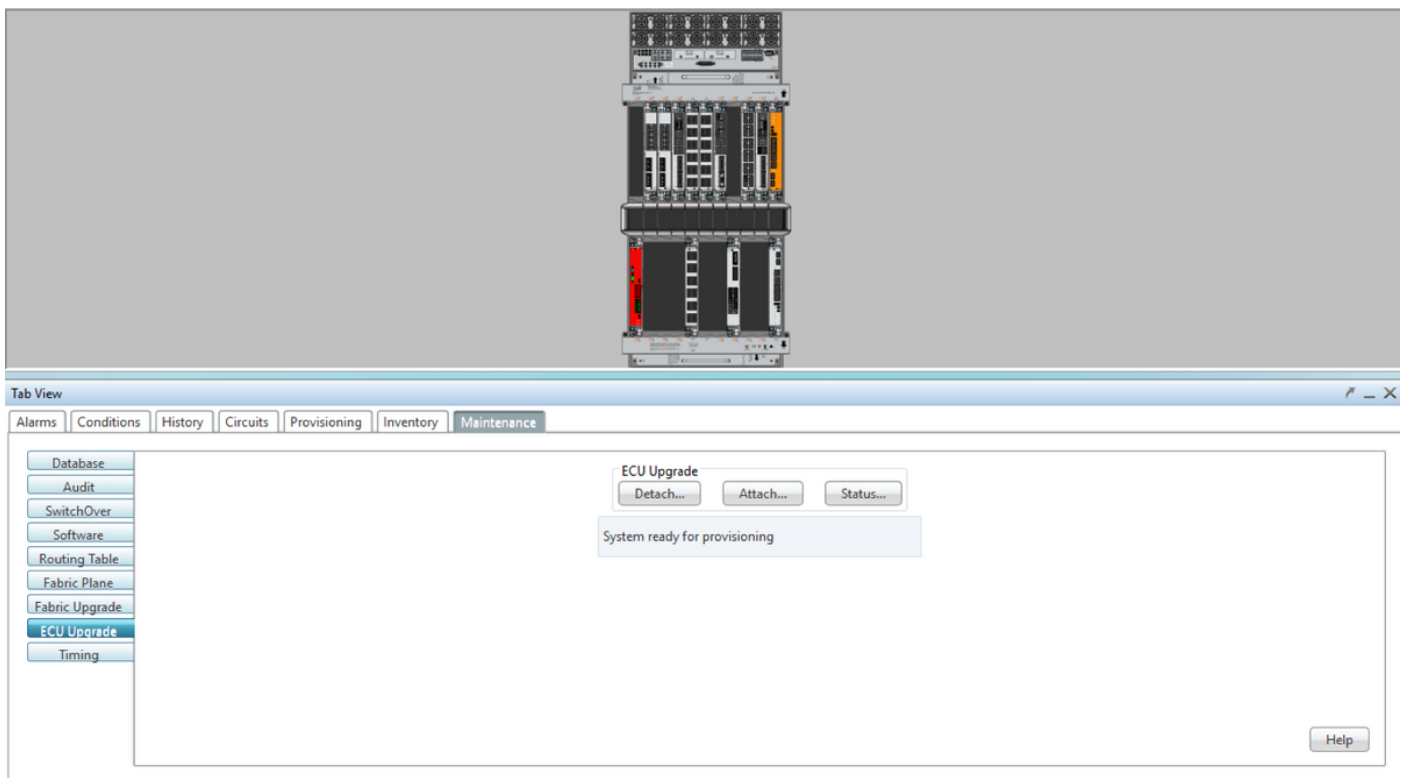 Tab View
Alarms Conditions History Circuits Provisioning Inventory Maintenance
Database
Audit
SwitchOver
Software
Routing Table
Fabric Plane
Fabric Upgrade
ECU Upgrade
Timing
ECU Upgrade
Detach... Attach... Status...
System ready for provisioning
Help